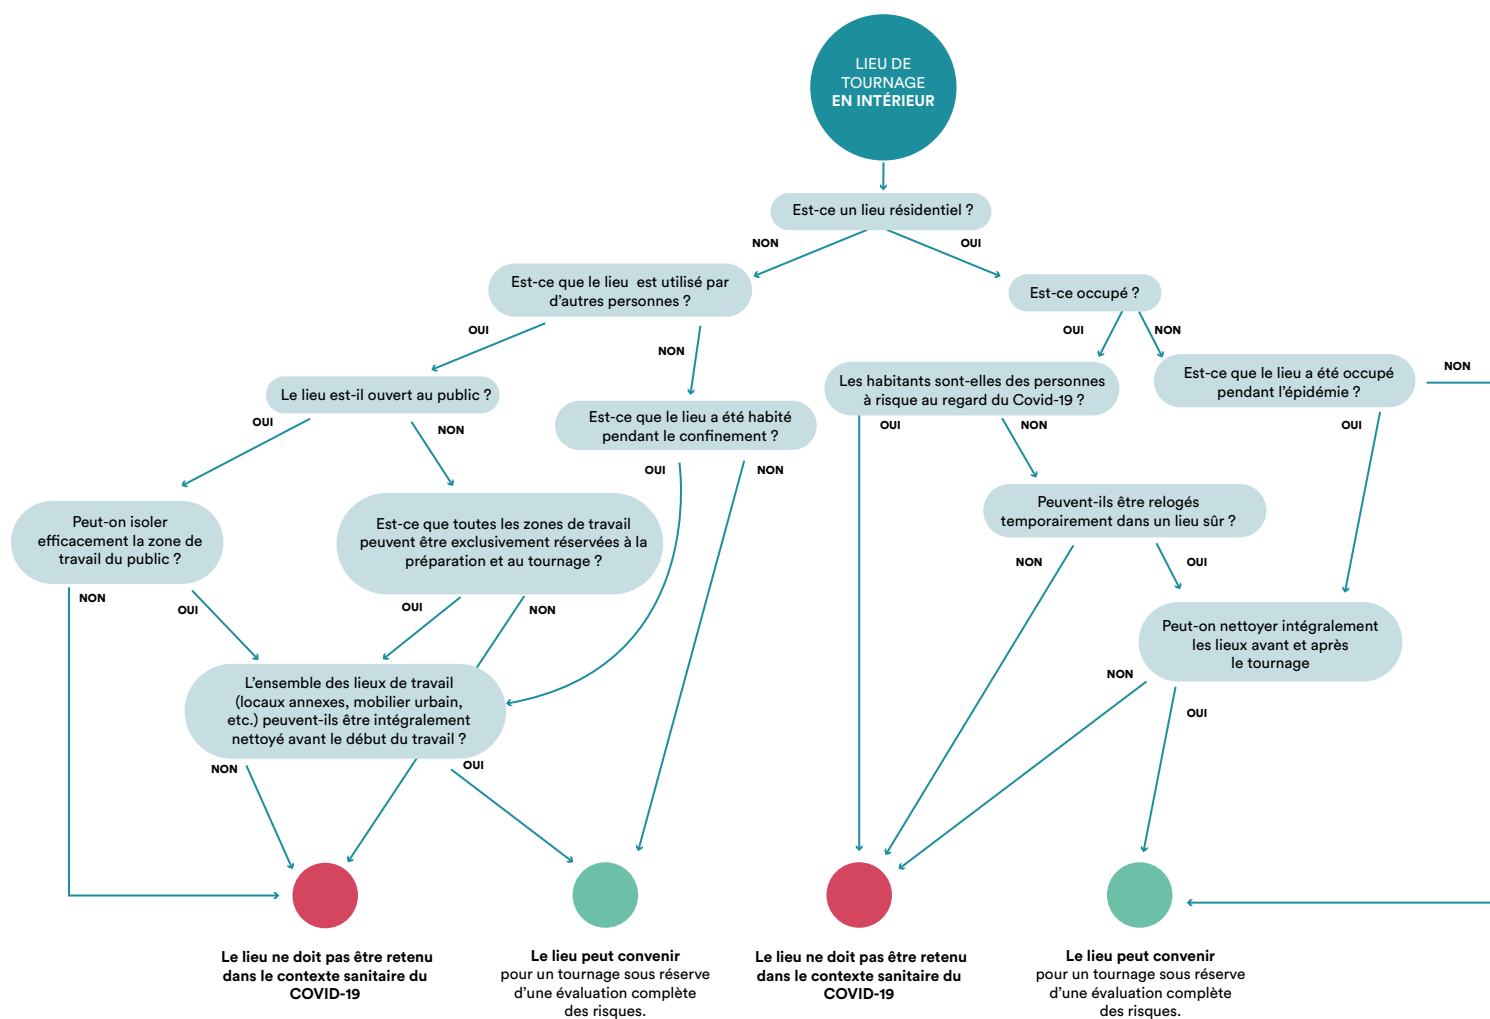 LIEU DE
TOURNAGE
EN INTÉRIEUR
Est-ce un lieu résidentiel ?
NON
OUI
Est-ce que le lieu est utilisé par
d'autres personnes ?
Est-ce occupé ?
OUI
NON
OUI
NON
Le lieu est-il ouvert au public ?
Est-ce que le lieu a été habité
pendant le confinement ?
Les habitants sont-elles des personnes
à risque au regard du Covid-19 ?
Est-ce que le lieu a été occupé
pendant l'épidémie ?
NON
OUI
NON
OUI
NON
OUI
NON
OUI
Peut-on isoler
efficacement la zone de
travail du public ?
Est-ce que toutes les zones de travail
peuvent être exclusivement réservées à la
préparation et au tournage ?
Peuvent-ils être relogés
temporairement dans un lieu sûr ?
NON
OUI
OUI
NON
NON
OUI
L'ensemble des lieux de travail
(locaux annexes, mobilier urbain,
etc.) peuvent-ils être intégralement
nettoyé avant le début du travail ?
Peut-on nettoyer intégralement
les lieux avant et après
le tournage
NON
OUI
NON
OUI
Le lieu ne doit pas être retenu
dans le contexte sanitaire du
COVID-19
Le lieu peut convenir
pour un tournage sous réserve
d'une évaluation complète
des risques.
Le lieu ne doit pas être retenu
dans le contexte sanitaire du
COVID-19
Le lieu peut convenir
pour un tournage sous réserve
d'une évaluation complète
des risques.